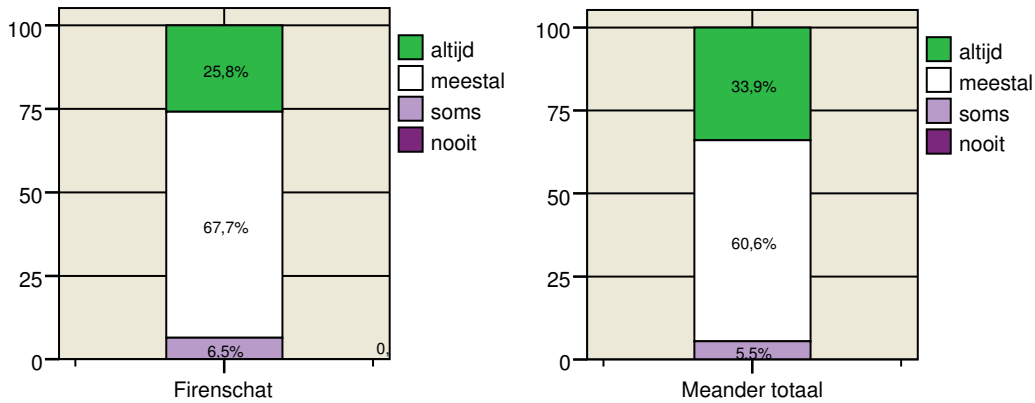 100
75
50
25
0
25,8%
67,7%
6,5%
0,
Firenschat
altijd
meestal
soms
nooit
100
75
50
25
0
33,9%
60,6%
5,5%
Meander totaal
altijd
meestal
soms
nooit